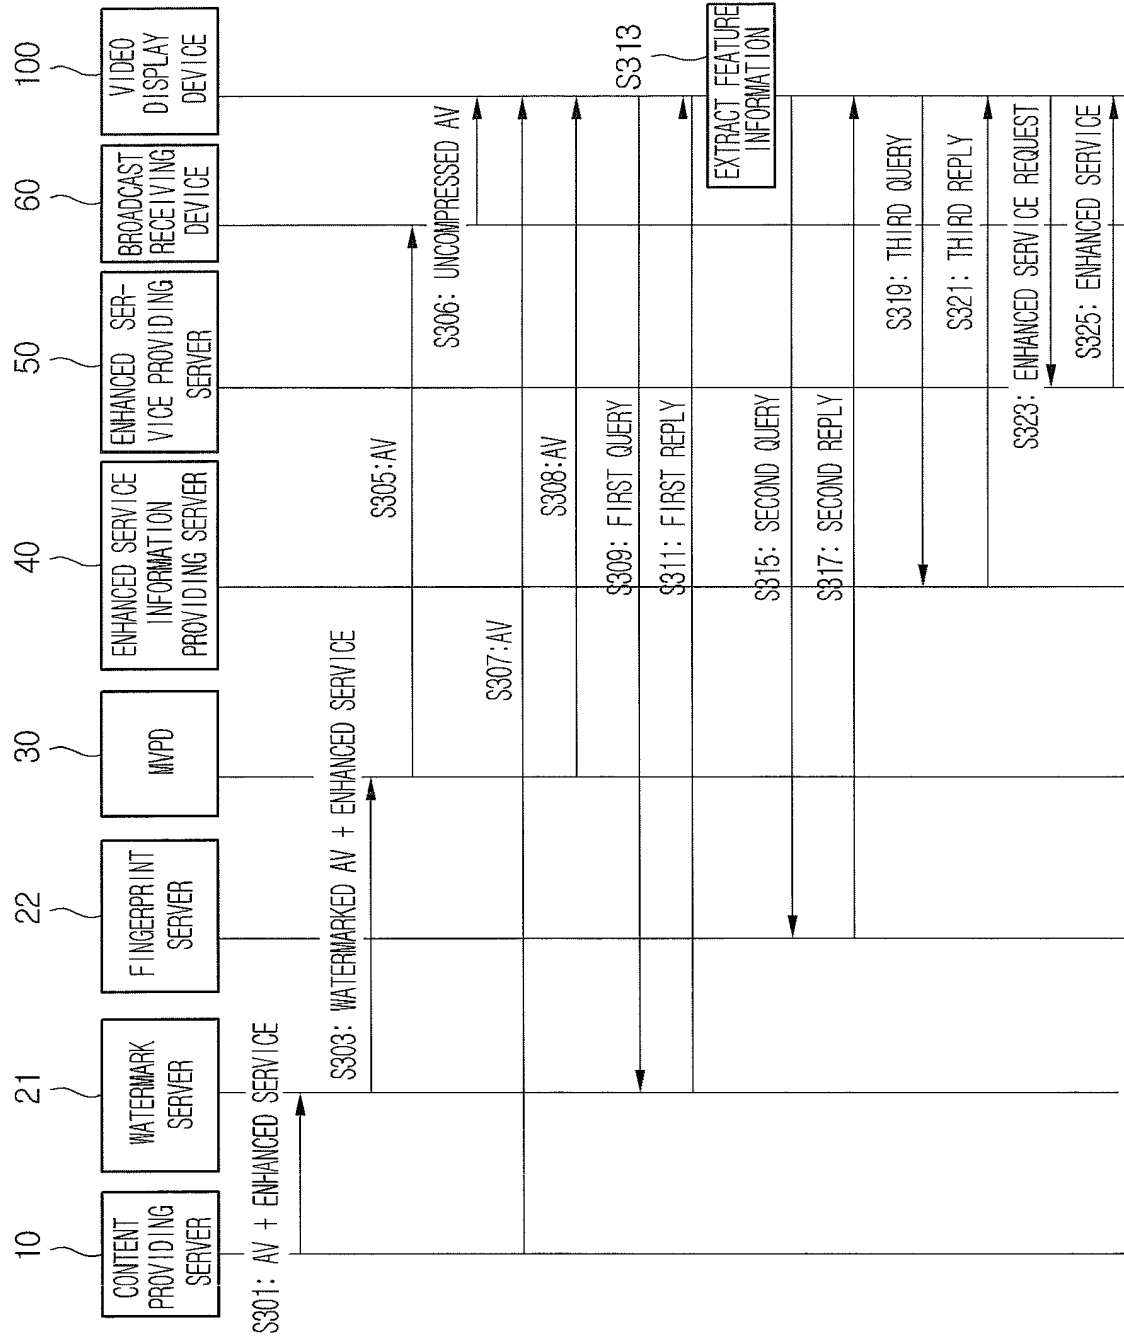 10
CONTENT
PROVIDING
SERVER
21
WATERMARK
SERVER
22
FINGERPRINT
SERVER
30
MVPD
40
ENHANCED SERVICE
INFORMATION
PROVIDING SERVER
50
ENHANCED SER-
VICE PROVIDING
SERVER
60
BROADCAST
RECEIVING
DEVICE
100
VIDEO
DISPLAY
DEVICE
S301: AV + ENHANCED SERVICE
S303: WATERMARKED AV + ENHANCED SERVICE
S305:AV
S306: UNCOMPRESSED AV
S307:AV
S308:AV
S309: FIRST QUERY
S311: FIRST REPLY
S313
EXTRACT FEATURE
INFORMATION
S315: SECOND QUERY
S317: SECOND REPLY
S319: THIRD QUERY
S321: THIRD REPLY
S323: ENHANCED SERVICE REQUEST
S325: ENHANCED SERVICE